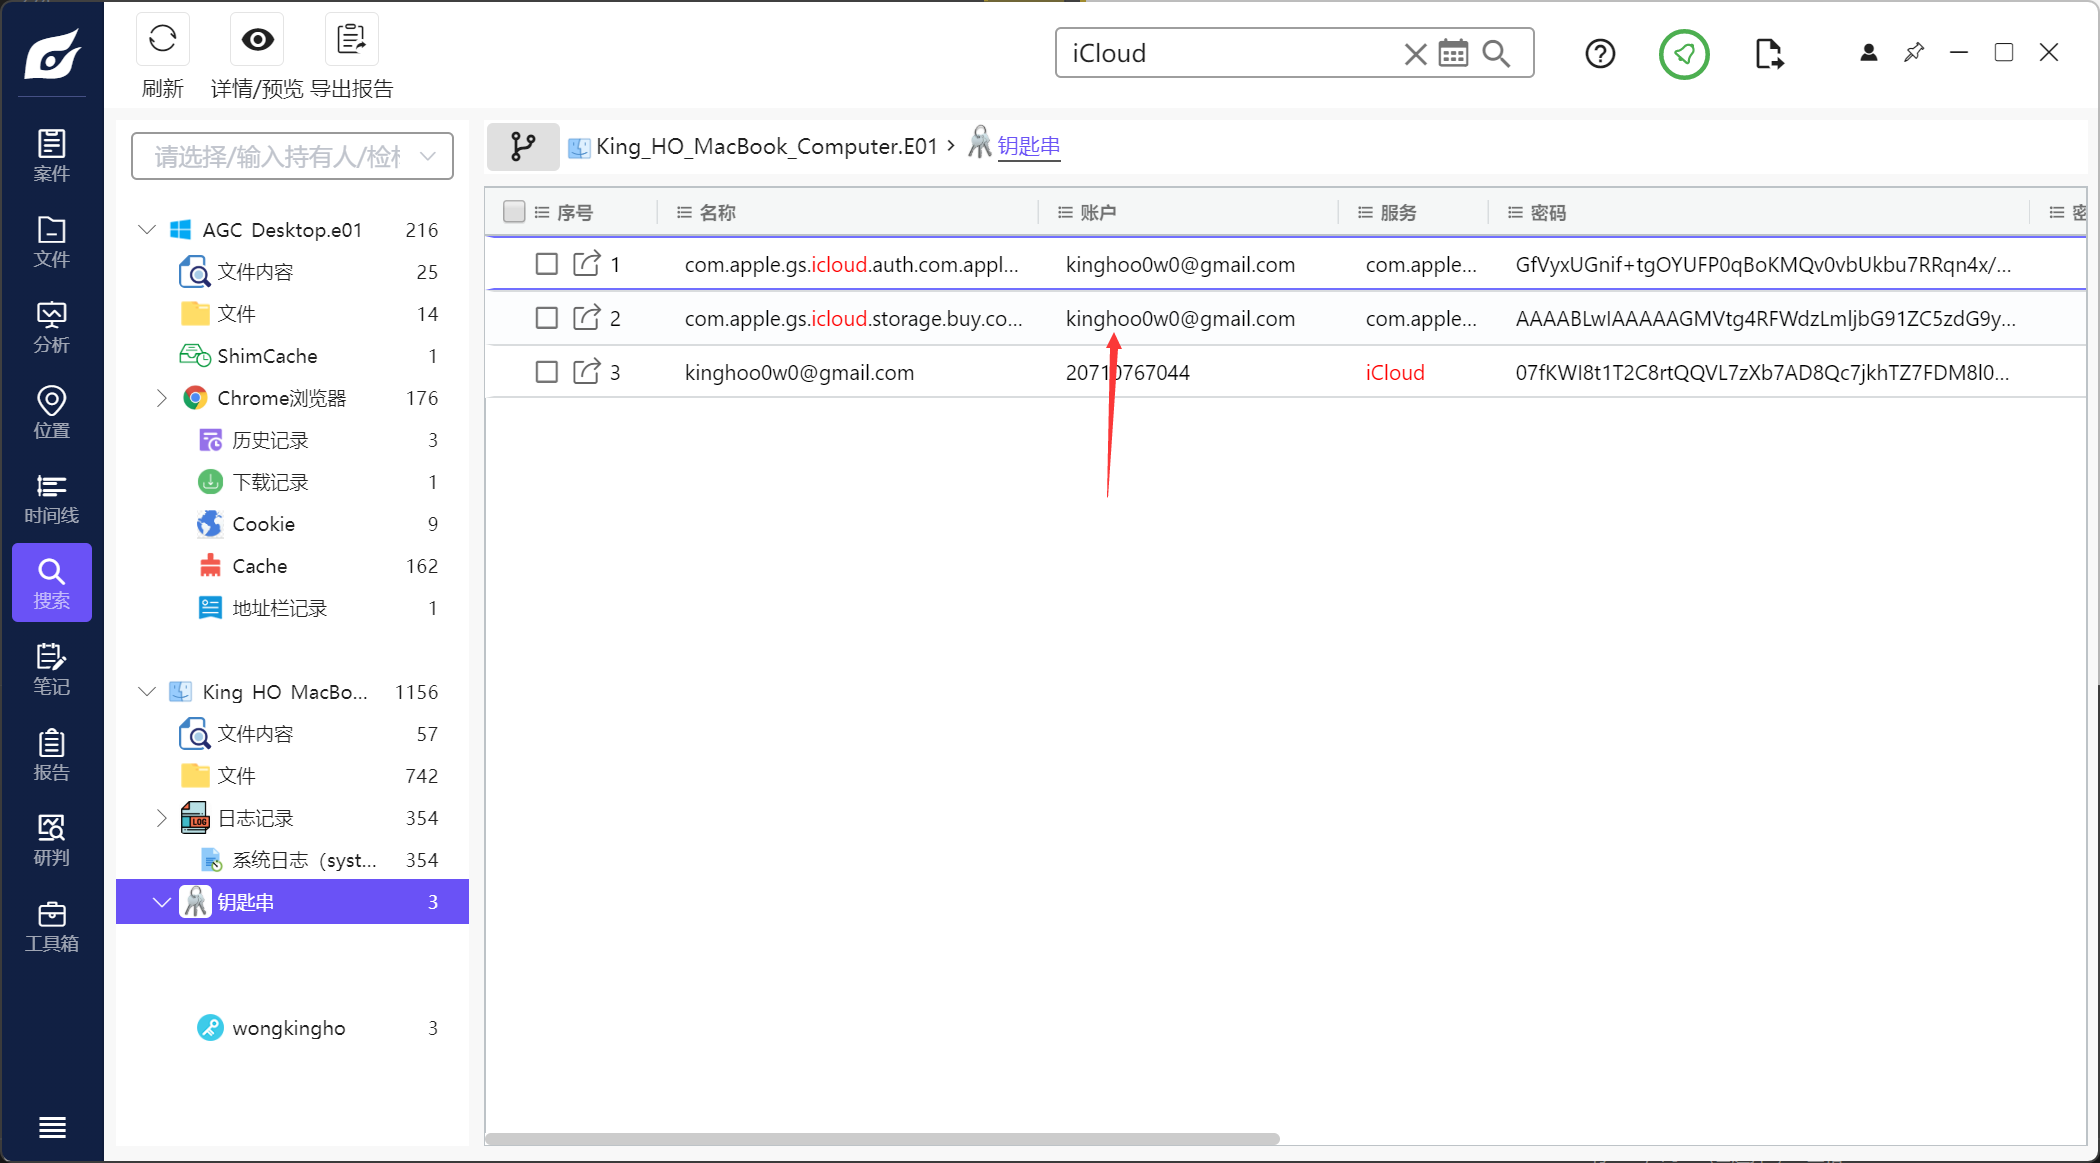 刷新
详情/预览
导出报告
iCloud
案件
文件
分析
位置
时间线
搜索
笔记
报告
研判
工具箱
请选择/输入持有人/检
AGC Desktop.e01 216
文件内容 25
文件 14
ShimCache 1
Chrome浏览器 176
历史记录 3
下载记录 1
Cookie 9
Cache 162
地址栏记录 1
King HO MacBo... 1156
文件内容 57
文件 742
日志记录 354
系统日志（syst... 354
钥匙串 3
wongkingho 3
King_HO_MacBook_Computer.E01 › 钥匙串
序号 名称 账户 服务 密码
1 com.apple.gs.icloud.auth.com.appl... kinghoo0w0@gmail.com com.apple... GfVyxUGnif+tgOYUFP0qBoKMQv0vbUkbu7RRqn4x/...
2 com.apple.gs.icloud.storage.buy.co... kinghoo0w0@gmail.com com.apple... AAAABLwIAAAAAGMVtg4RFWdzLmljbG91ZC5zdG9y...
3 kinghoo0w0@gmail.com 20710767044 iCloud 07fKWI8t1T2C8rtQQVL7zXb7AD8Qc7jkhTZ7FDM8l0...